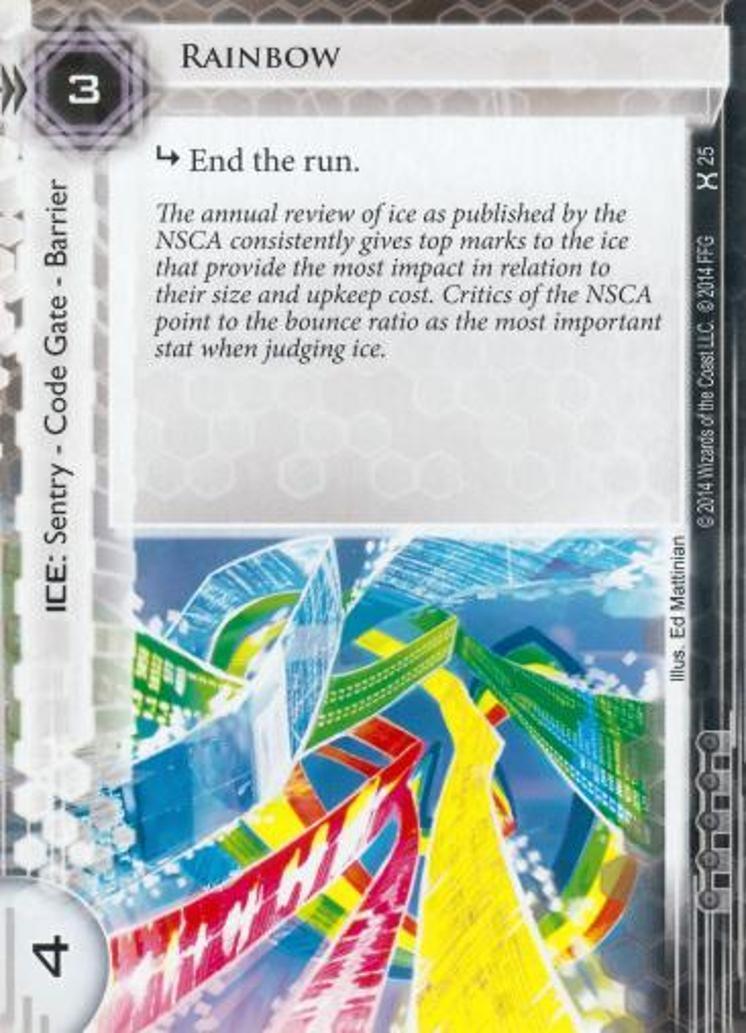 3
RAINBOW
↳ End the run.
The annual review of ice as published by the
NSCA consistently gives top marks to the ice
that provide the most impact in relation to
their size and upkeep cost. Critics of the NSCA
point to the bounce ratio as the most important
stat when judging ice.
ICE: Sentry - Code Gate - Barrier
4
Illus. Ed Mattinian
© 2014 Wizards of the Coast LLC. © 2014 FFG
25